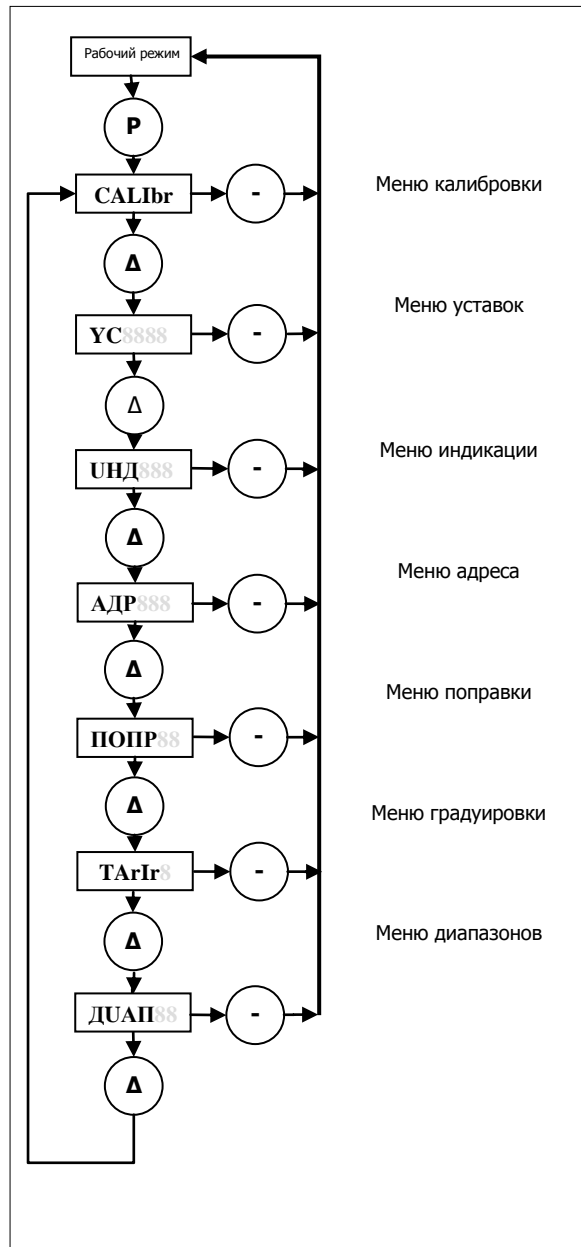 Рабочий режим
P
CALIbr
-
Меню калибровки
Δ
YC8888
-
Меню уставок
Δ
UНД888
-
Меню индикации
Δ
АДР888
-
Меню адреса
Δ
ПОПР88
-
Меню поправки
Δ
TArIr8
-
Меню градуировки
Δ
ДUАП88
-
Меню диапазонов
Δ